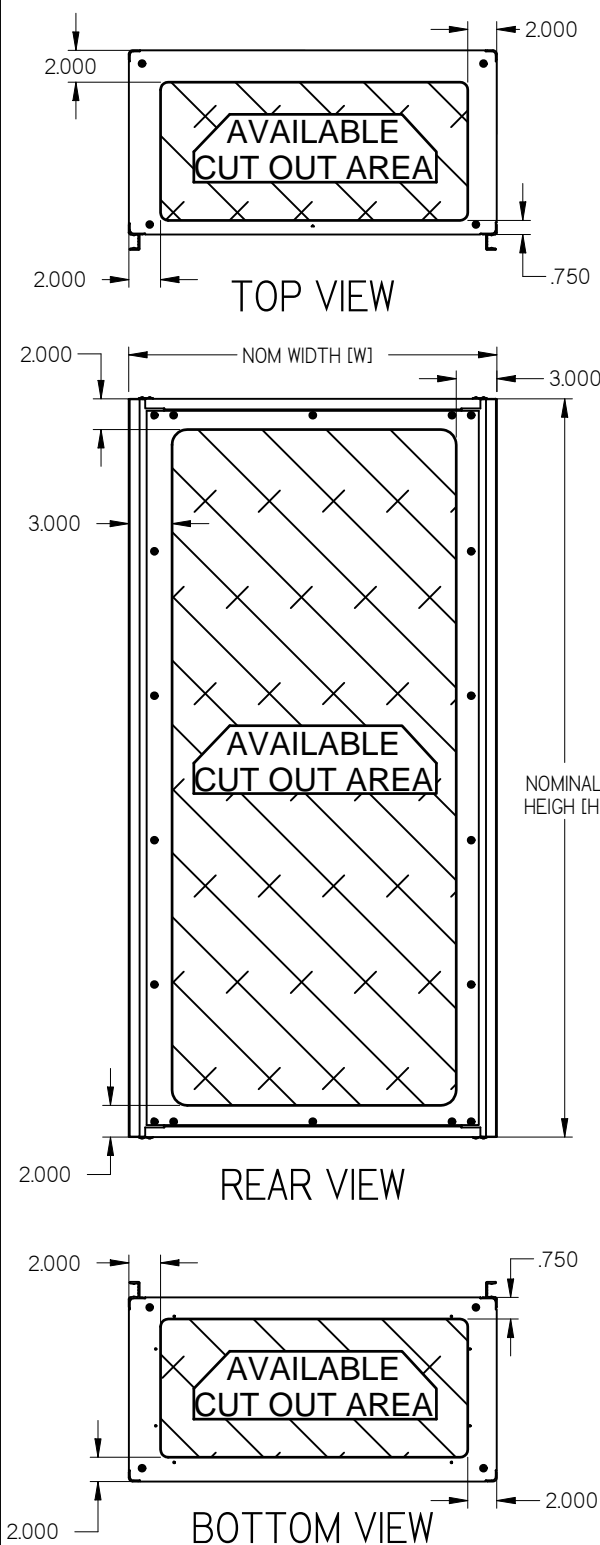 2.000
2.000
AVAILABLE
CUT OUT AREA
2.000
.750
TOP VIEW
2.000
NOM WIDTH [W]
3.000
3.000
AVAILABLE
CUT OUT AREA
NOMINAL
HEIGH [H
2.000
REAR VIEW
2.000
.750
AVAILABLE
CUT OUT AREA
2.000
2.000
BOTTOM VIEW